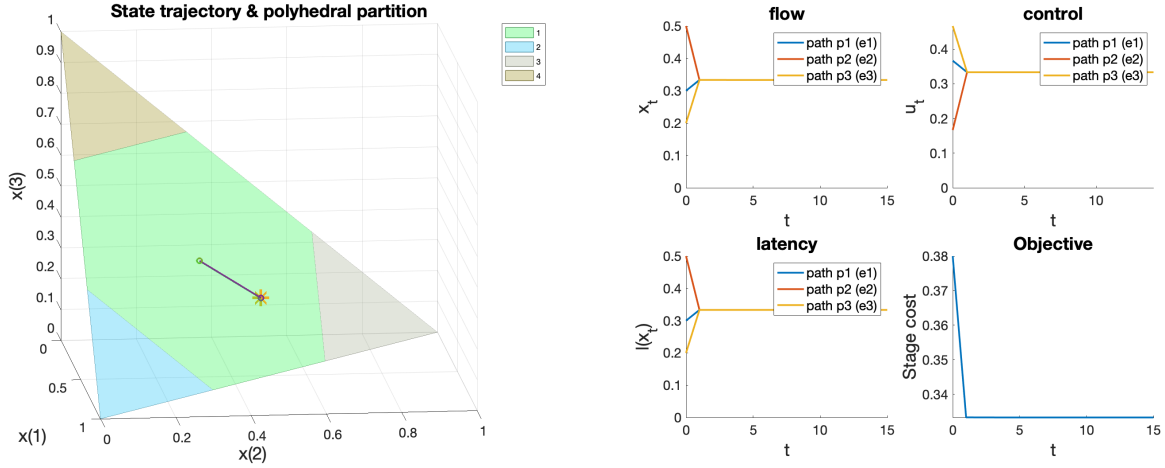 State trajectory & polyhedral partition
1
2
3
4
x(3)
1
0.9
0.8
0.7
0.6
0.5
0.4
0.3
0.2
0.1
0
0
0.5
1
x(1)
0
0.2
0.4
0.6
0.8
1
x(2)
flow
path p1 (e1)
path p2 (e2)
path p3 (e3)
x_t
0.5
0.4
0.3
0.2
0.1
0
0 5 10 15
t
control
path p1 (e1)
path p2 (e2)
path p3 (e3)
u_t
0.4
0.3
0.2
0.1
0
0 5 10
t
latency
path p1 (e1)
path p2 (e2)
path p3 (e3)
l(x_t)
0.5
0.4
0.3
0.2
0.1
0
0 5 10 15
t
Objective
Stage cost
0.38
0.37
0.36
0.35
0.34
0 5 10 15
t